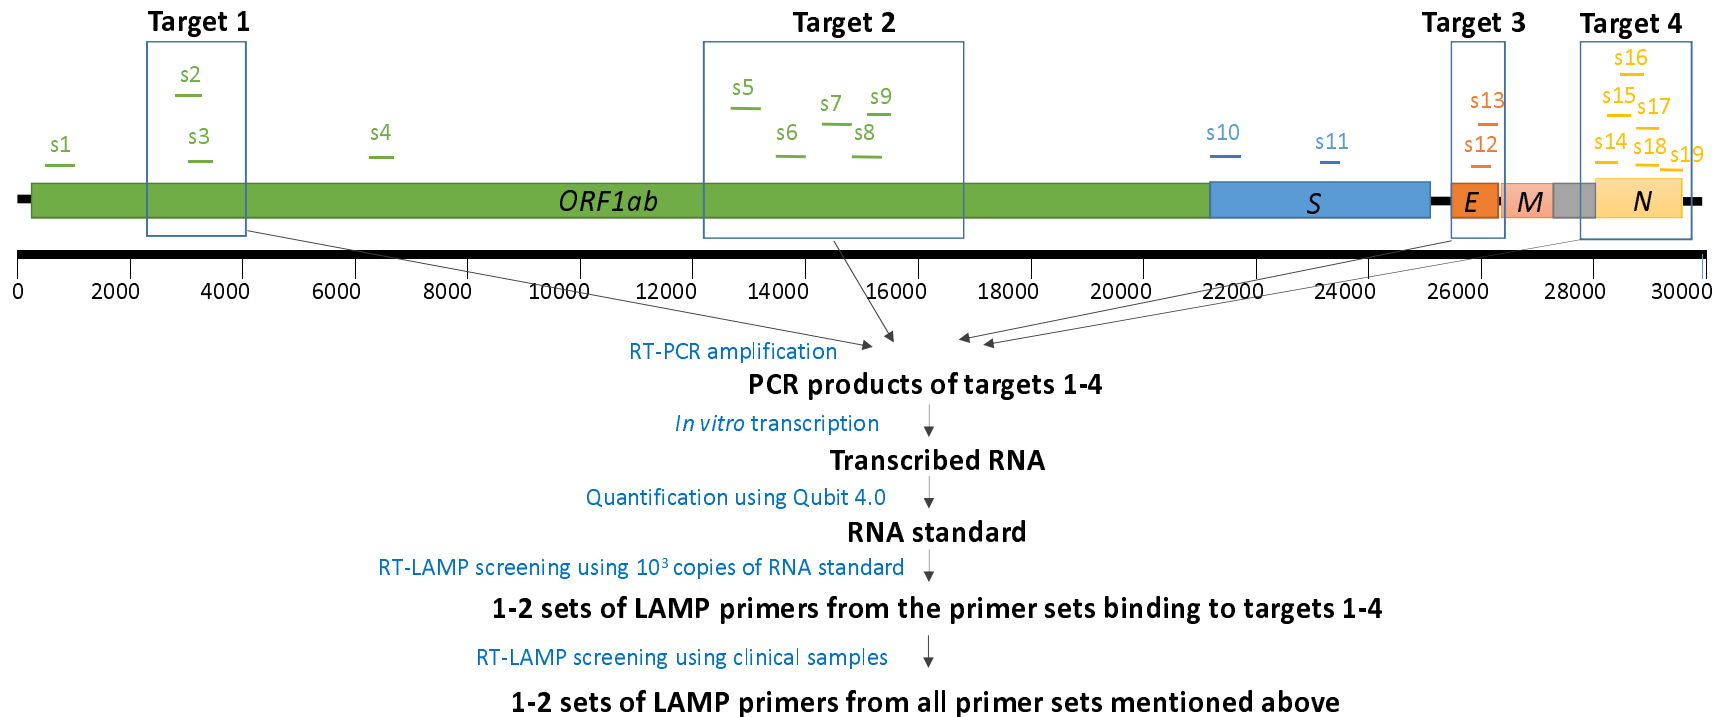 Target 1
Target 2
Target 3
Target 4
s16
s2
s5
s9
s13
s15
s17
s7
s1
s3
s4
s6
s8
s10
s11
s12
s14
s18
s19
ORF1ab
S
E
M
N
0 2000 4000 6000 8000 10000 12000 14000 16000 18000 20000 22000 24000 26000 28000 30000
RT-PCR amplification
PCR products of targets 1-4
In vitro transcription
Transcribed RNA
Quantification using Qubit 4.0
RNA standard
RT-LAMP screening using 10³ copies of RNA standard
1-2 sets of LAMP primers from the primer sets binding to targets 1-4
RT-LAMP screening using clinical samples
1-2 sets of LAMP primers from all primer sets mentioned above